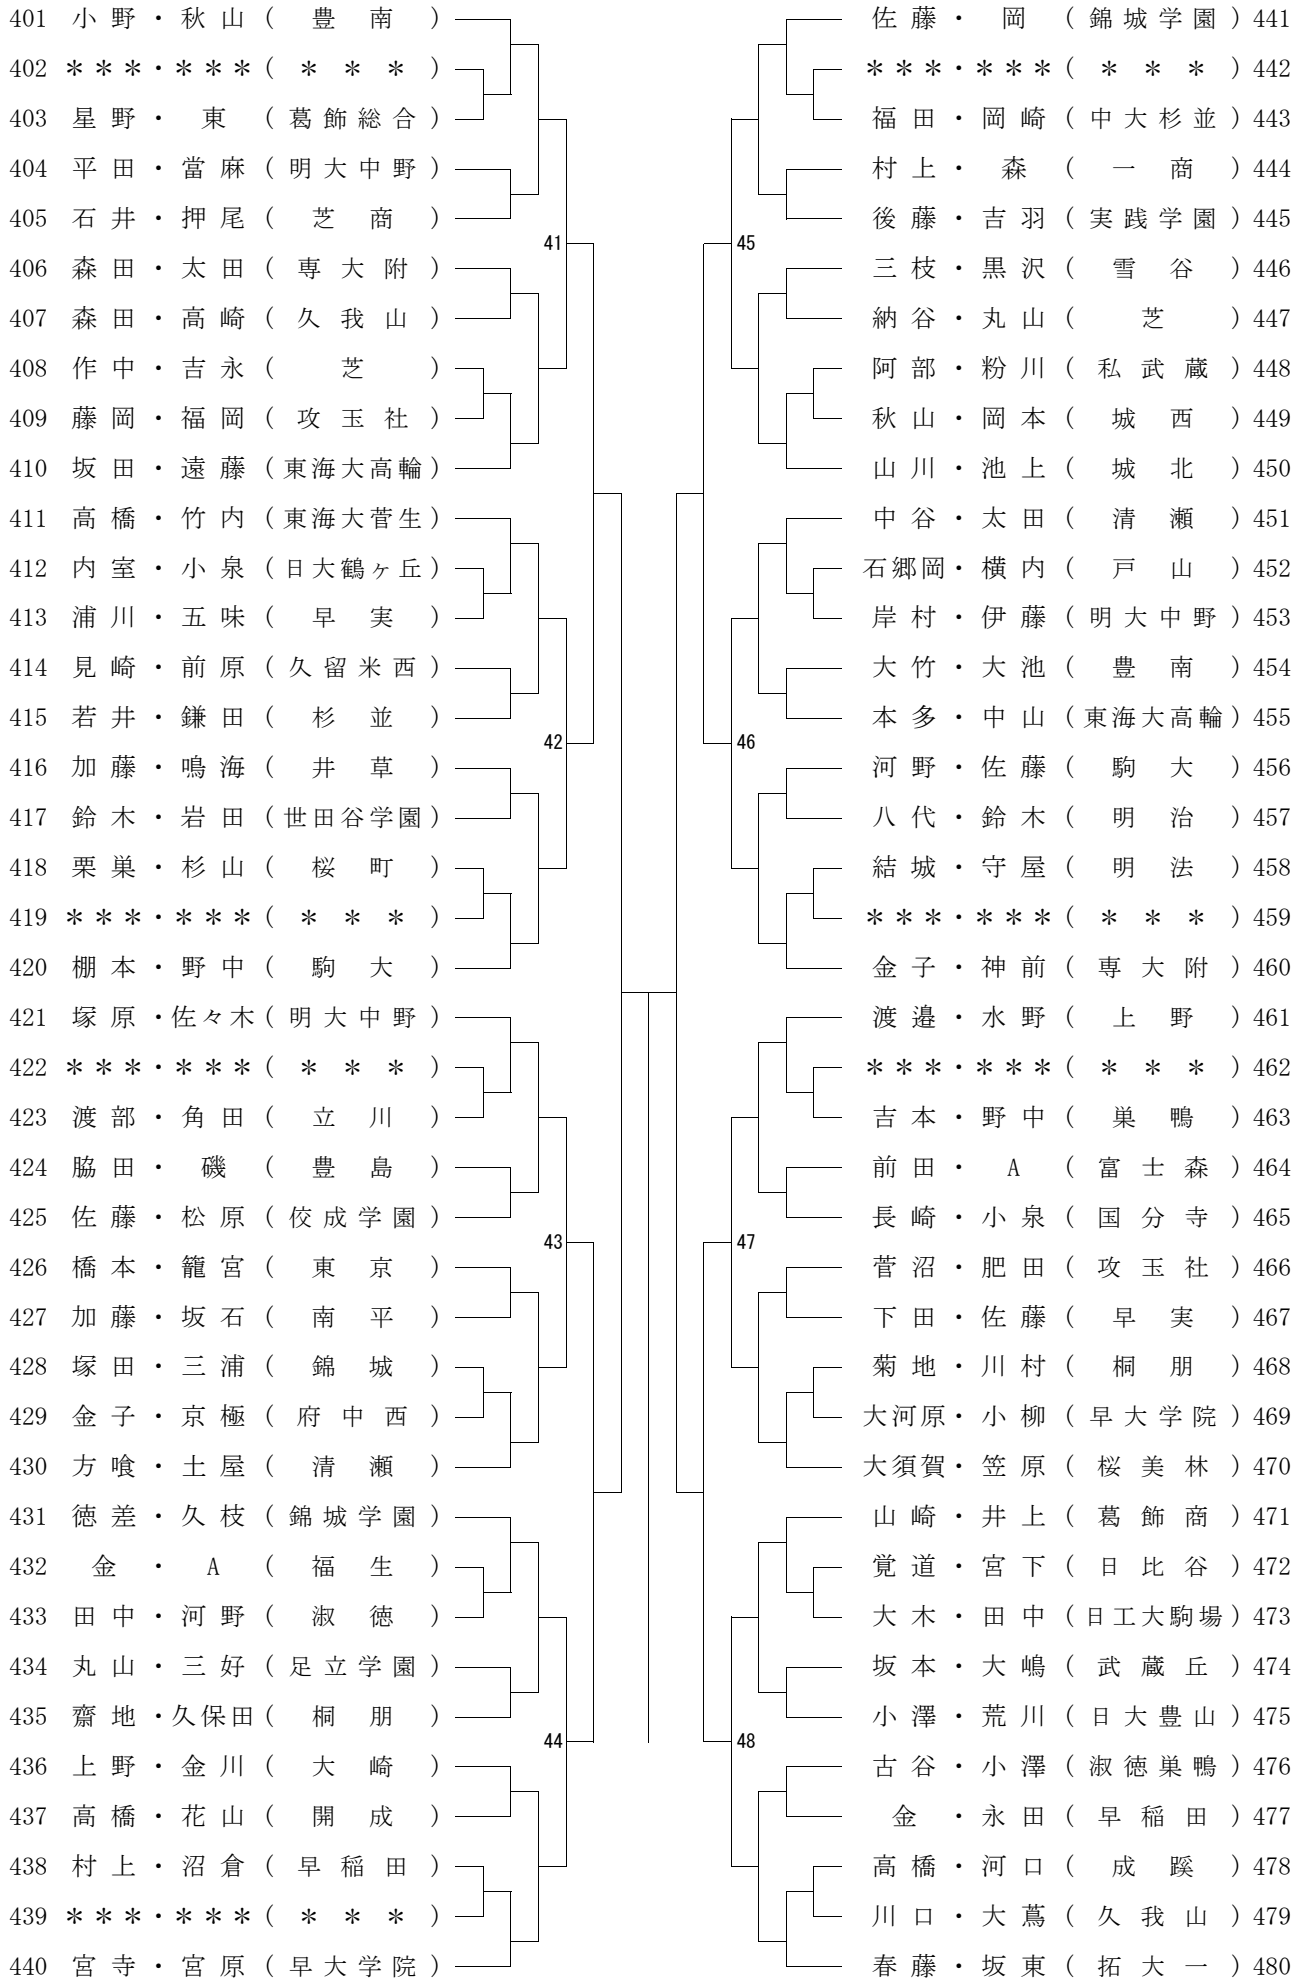 401 小野・秋山(豊南)
402 ***・***(***)
403 星野・東(葛飾総合)
404 平田・當麻(明大中野)
405 石井・押尾(芝商)
41
406 森田・太田(専大附)
407 森田・高崎(久我山)
408 作中・吉永(芝)
409 藤岡・福岡(攻玉社)
410 坂田・遠藤(東海大高輪)
411 高橋・竹内(東海大菅生)
412 内室・小泉(日大鶴ヶ丘)
413 浦川・五味(早実)
414 見崎・前原(久留米西)
415 若井・鎌田(杉並)
42
416 加藤・鳴海(井草)
417 鈴木・岩田(世田谷学園)
418 栗巣・杉山(桜町)
419 ***・***(***)
420 棚本・野中(駒大)
421 塚原・佐々木(明大中野)
422 ***・***(***)
423 渡部・角田(立川)
424 脇田・磯(豊島)
425 佐藤・松原(佼成学園)
43
426 橋本・籠宮(東京)
427 加藤・坂石(南平)
428 塚田・三浦(錦城)
429 金子・京極(府中西)
430 方喰・土屋(清瀬)
431 徳差・久枝(錦城学園)
432 金・A(福生)
433 田中・河野(淑徳)
434 丸山・三好(足立学園)
435 齋地・久保田(桐朋)
44
436 上野・金川(大崎)
437 高橋・花山(開成)
438 村上・沼倉(早稲田)
439 ***・***(***)
440 宮寺・宮原(早大学院)
佐藤・岡(錦城学園)441
***・***(***)442
福田・岡崎(中大杉並)443
村上・森(一商)444
後藤・吉羽(実践学園)445
45
三枝・黒沢(雪谷)446
納谷・丸山(芝)447
阿部・粉川(私武蔵)448
秋山・岡本(城西)449
山川・池上(城北)450
中谷・太田(清瀬)451
石郷岡・横内(戸山)452
岸村・伊藤(明大中野)453
大竹・大池(豊南)454
本多・中山(東海大高輪)455
46
河野・佐藤(駒大)456
八代・鈴木(明治)457
結城・守屋(明法)458
***・***(***)459
金子・神前(専大附)460
渡邉・水野(上野)461
***・***(***)462
吉本・野中(巣鴨)463
前田・A(富士森)464
長崎・小泉(国分寺)465
47
菅沼・肥田(攻玉社)466
下田・佐藤(早実)467
菊地・川村(桐朋)468
大河原・小柳(早大学院)469
大須賀・笠原(桜美林)470
山崎・井上(葛飾商)471
覚道・宮下(日比谷)472
大木・田中(日工大駒場)473
坂本・大嶋(武蔵丘)474
小澤・荒川(日大豊山)475
48
古谷・小澤(淑徳巣鴨)476
金・永田(早稲田)477
高橋・河口(成蹊)478
川口・大蔦(久我山)479
春藤・坂東(拓大一)480